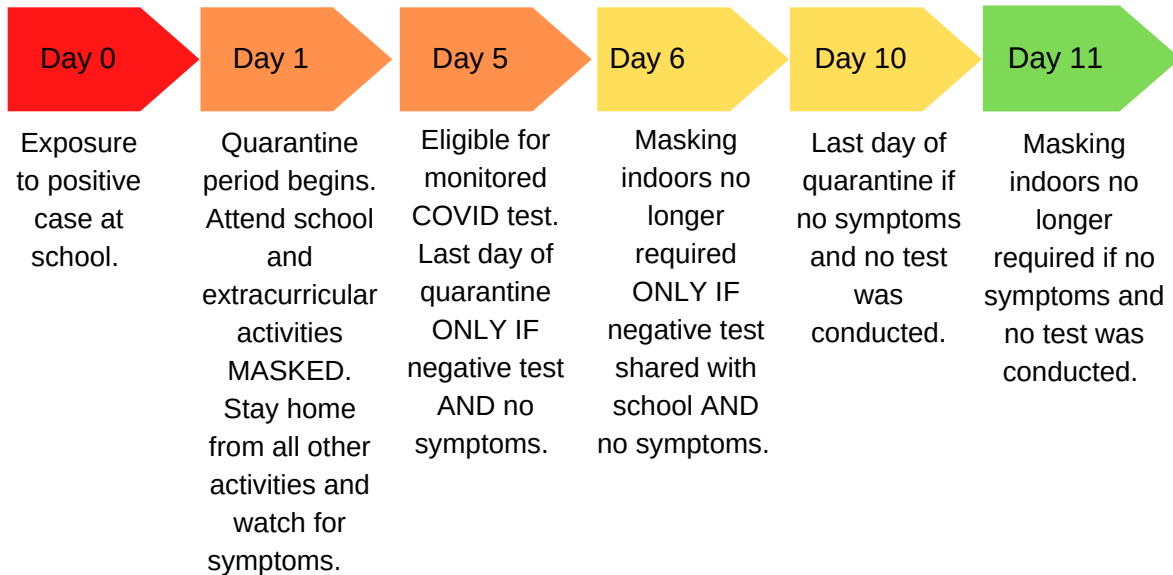 Day 0
Exposure
to positive
case at
school.
Day 1
Quarantine
period begins.
Attend school
and
extracurricular
activities
MASKED.
Stay home
from all other
activities and
watch for
symptoms.
Day 5
Eligible for
monitored
COVID test.
Last day of
quarantine
ONLY IF
negative test
AND no
symptoms.
Day 6
Masking
indoors no
longer
required
ONLY IF
negative test
shared with
school AND
no symptoms.
Day 10
Last day of
quarantine if
no symptoms
and no test
was
conducted.
Day 11
Masking
indoors no
longer
required if no
symptoms and
no test was
conducted.